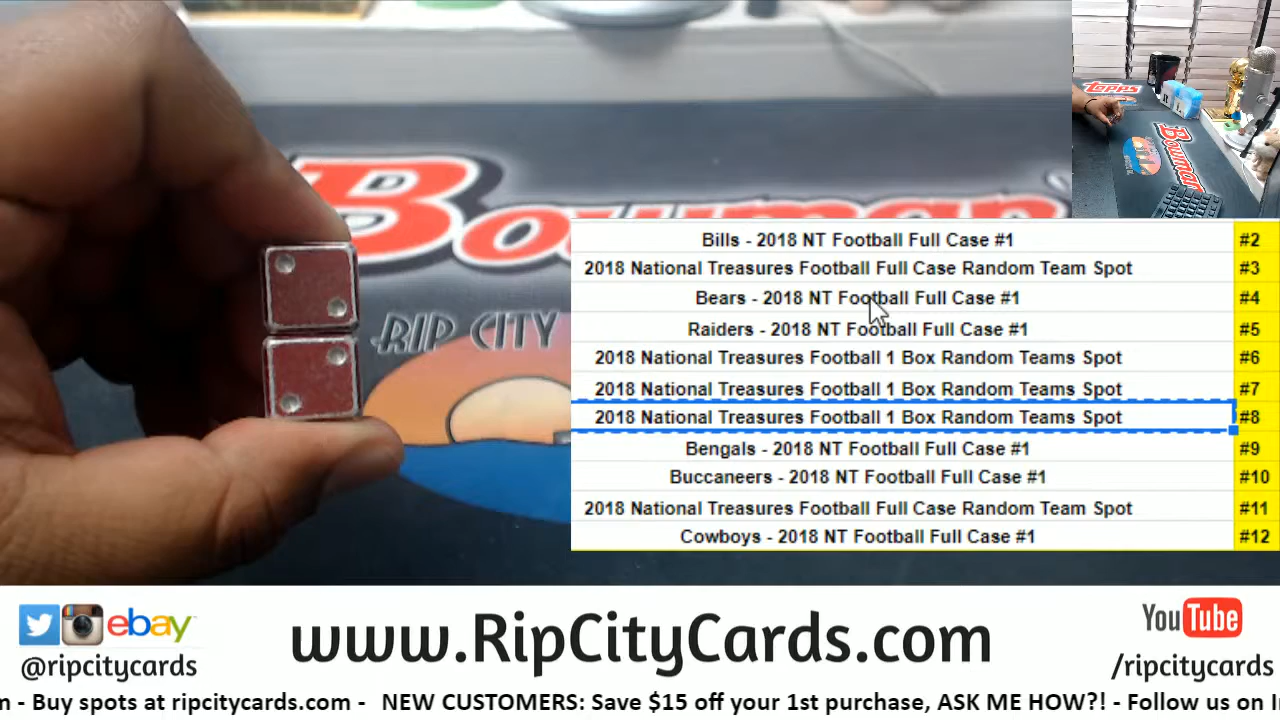 topps
Bowman
Bowman
RIP CITY
Bills - 2018 NT Football Full Case #1 #2
2018 National Treasures Football Full Case Random Team Spot #3
Bears - 2018 NT Football Full Case #1 #4
Raiders - 2018 NT Football Full Case #1 #5
2018 National Treasures Football 1 Box Random Teams Spot #6
2018 National Treasures Football 1 Box Random Teams Spot #7
2018 National Treasures Football 1 Box Random Teams Spot #8
Bengals - 2018 NT Football Full Case #1 #9
Buccaneers - 2018 NT Football Full Case #1 #10
2018 National Treasures Football Full Case Random Team Spot #11
Cowboys - 2018 NT Football Full Case #1 #12
ebay
@ripcitycards
www.RipCityCards.com
YouTube
/ripcitycards
m - Buy spots at ripcitycards.com - NEW CUSTOMERS: Save $15 off your 1st purchase, ASK ME HOW?! - Follow us on